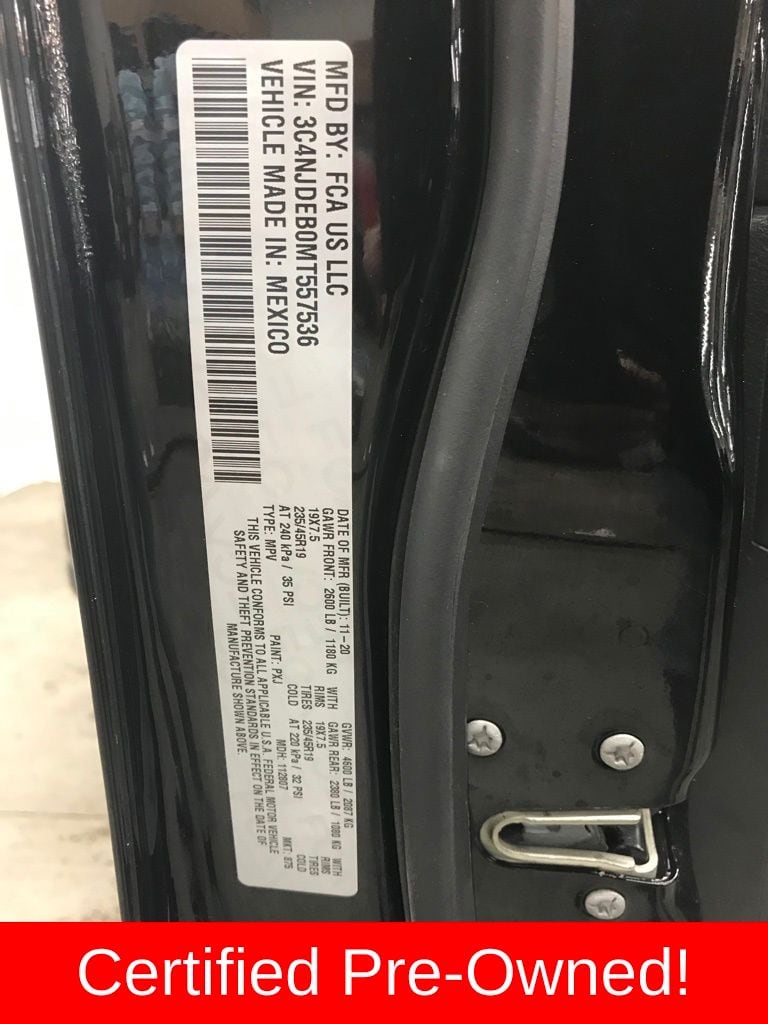 MFD BY: FCA US LLC
VIN: 3C4NJDEB0MT557536
VEHICLE MADE IN: MEXICO
DATE OF MFR (BUILT): 11-20 GVWR: 4600 LB / 2087 KG
GAWR FRONT: 2600 LB / 1180 KG WITH GAWR REAR: 2380 LB / 1080 KG WITH
19X7.5 RIMS 19X7.5 RIMS
235/45R19 TIRES 235/45R19 TIRES
AT 240 kPa / 35 PSI COLD AT 220 kPa / 32 PSI COLD
TYPE: MPV PAINT: PXJ MDH: 112807 MKT: 875
THIS VEHICLE CONFORMS TO ALL APPLICABLE U.S.A. FEDERAL MOTOR VEHICLE
SAFETY AND THEFT PREVENTION STANDARDS IN EFFECT ON THE DATE OF
MANUFACTURE SHOWN ABOVE.
Certified Pre-Owned!